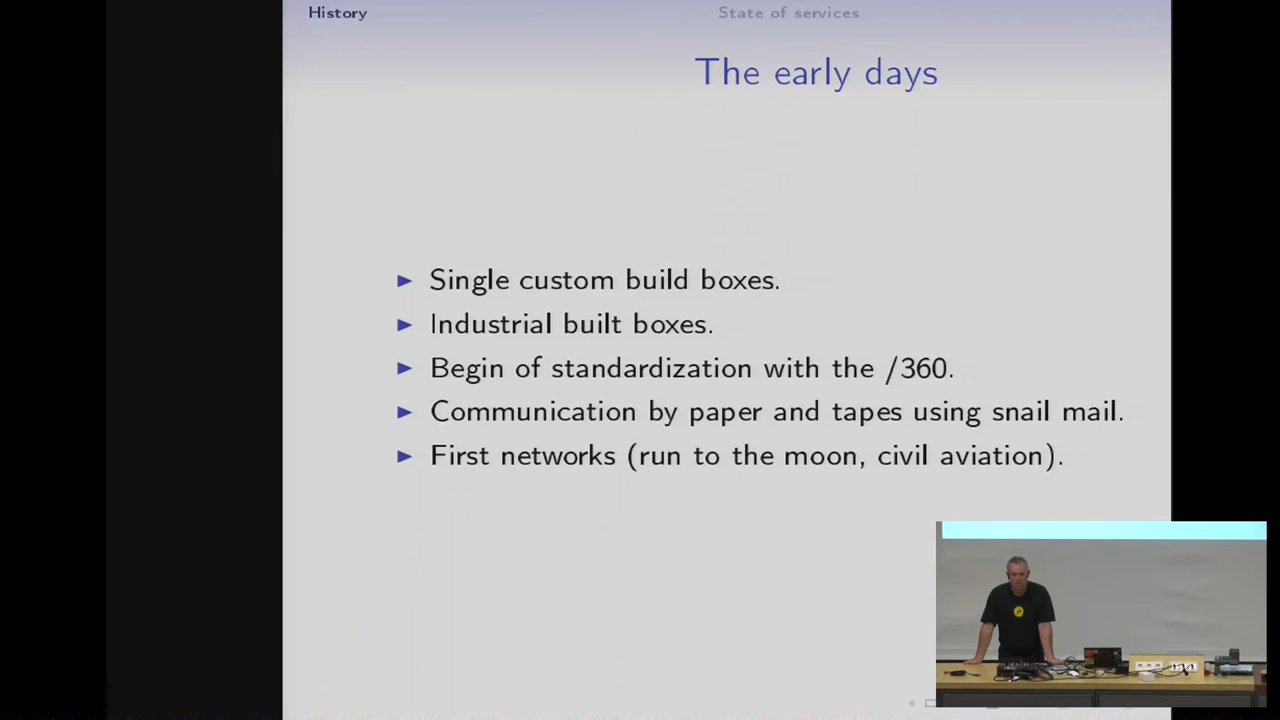 History
State of services
The early days
Single custom build boxes.
Industrial built boxes.
Begin of standardization with the /360.
Communication by paper and tapes using snail mail.
First networks (run to the moon, civil aviation).